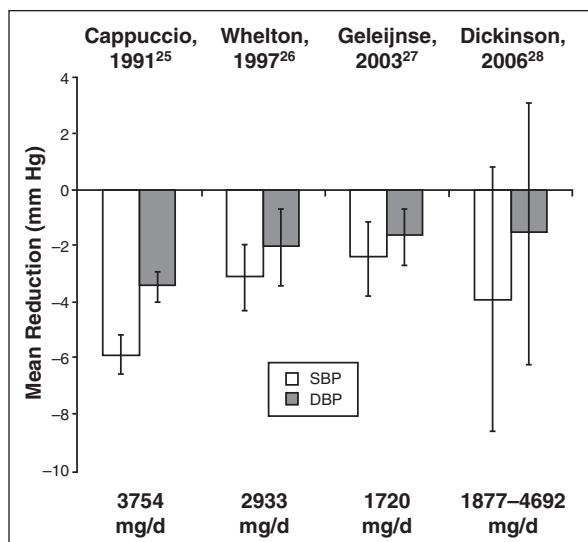 Cappuccio, Whelton, Geleijnse, Dickinson,
1991²⁵ 1997²⁶ 2003²⁷ 2006²⁸
4
2
0
–2
–4
–6
–8
–10
Mean Reduction (mm Hg)
SBP
DBP
3754 2933 1720 1877–4692
mg/d mg/d mg/d mg/d